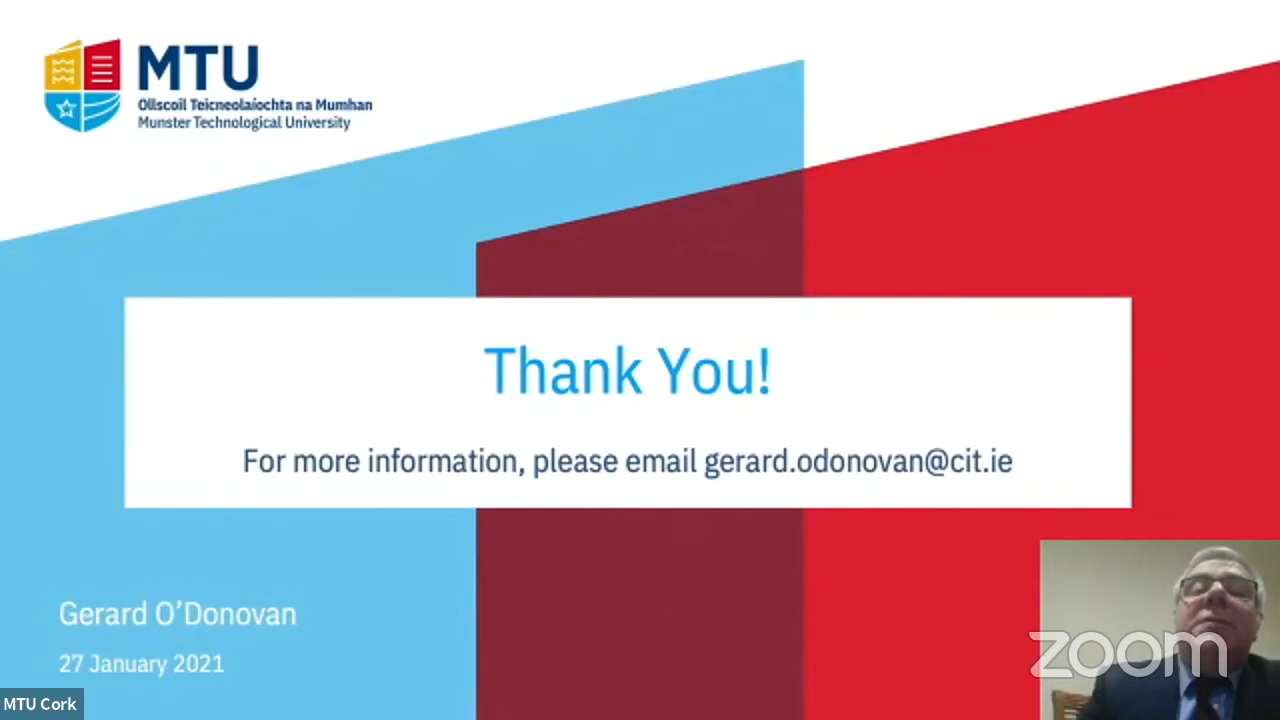 MTU
Ollscoil Teicneolaíochta na Mumhan
Munster Technological University
Thank You!
For more information, please email gerard.odonovan@cit.ie
Gerard O’Donovan
27 January 2021
zoom
MTU Cork